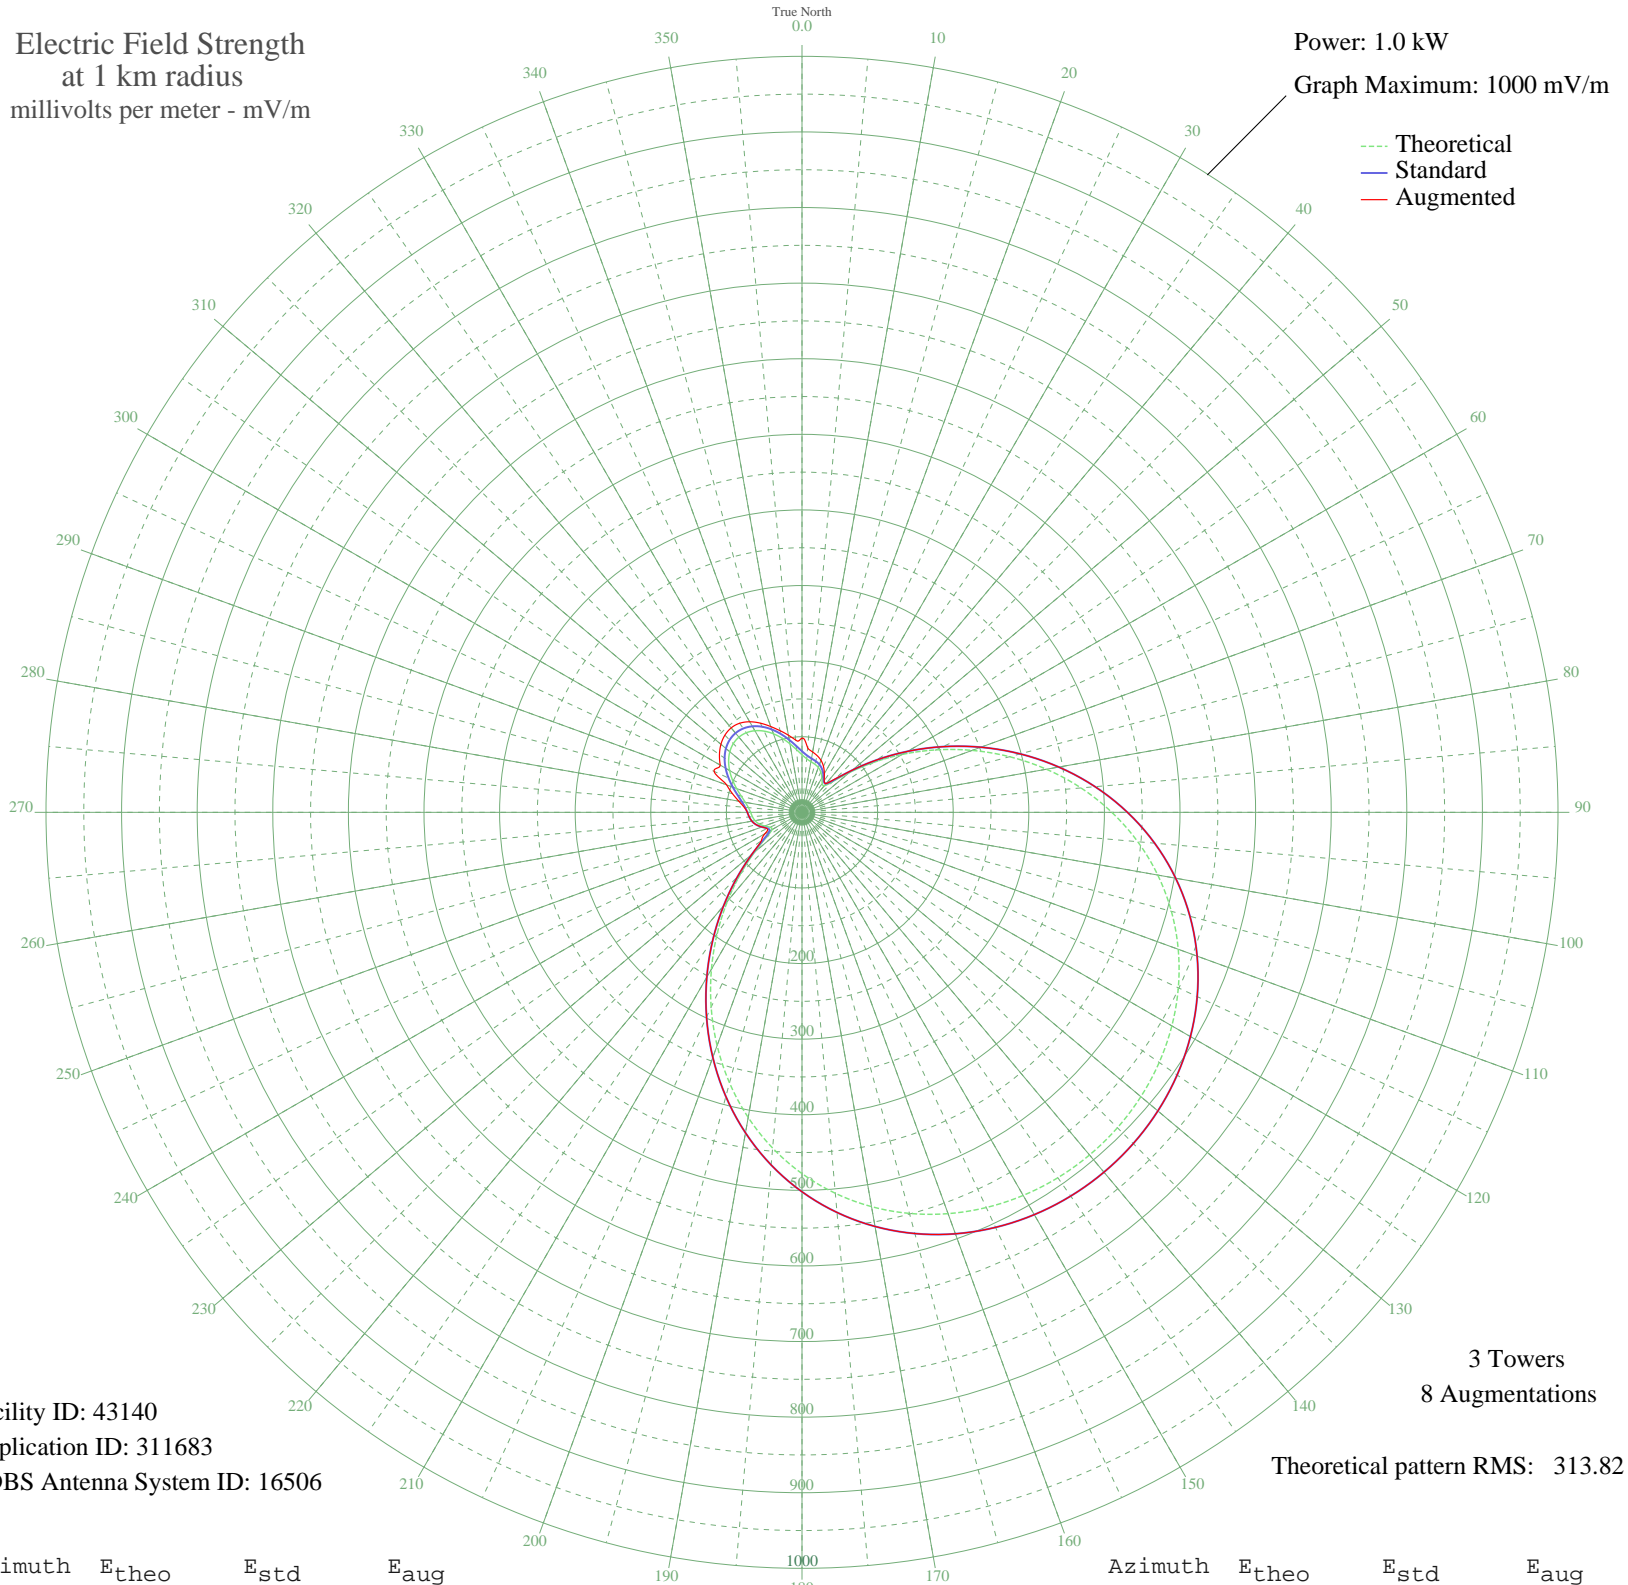 True North
0.0
Electric Field Strength
at 1 km radius
millivolts per meter - mV/m
Power: 1.0 kW
Graph Maximum: 1000 mV/m
Theoretical
Standard
Augmented
10
20
30
40
50
60
70
80
90
100
110
120
130
140
150
160
170
190
200
210
220
230
240
250
260
270
280
290
300
310
320
330
340
350
200
300
400
500
600
700
800
900
1000
3 Towers
8 Augmentations
Theoretical pattern RMS: 313.82
cility ID: 43140
plication ID: 311683
DBS Antenna System ID: 16506
imuth Etheo Estd Eaug
Azimuth Etheo Estd Eaug